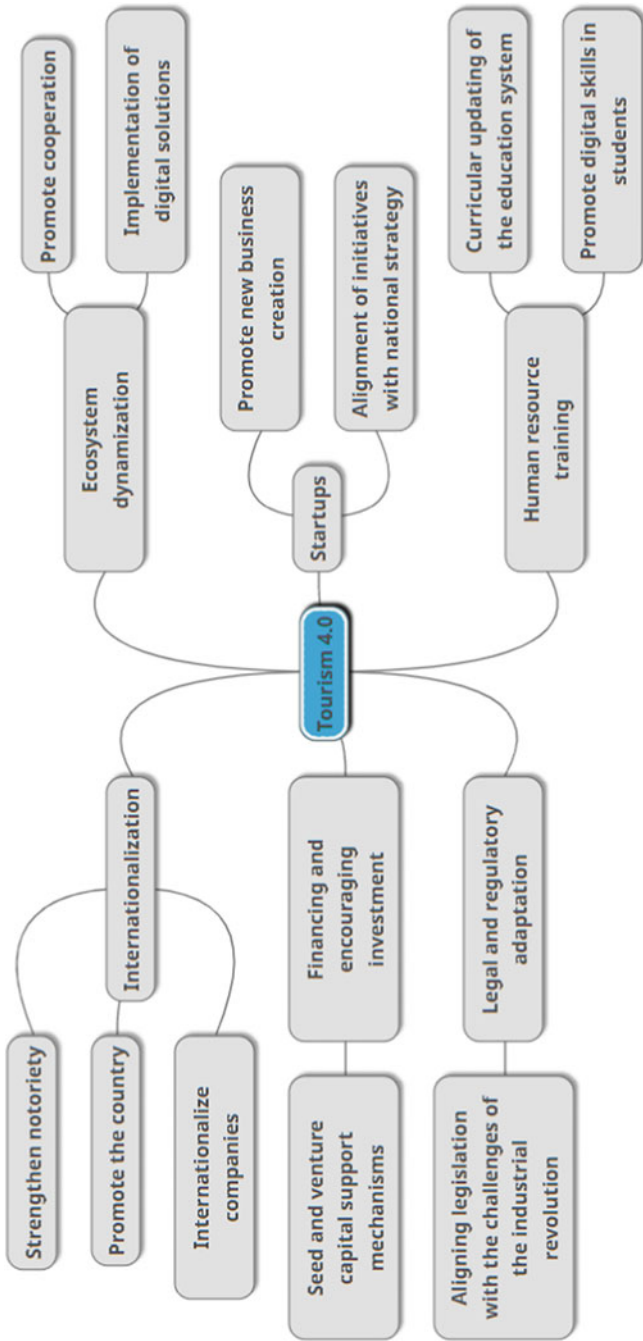 Strengthen notoriety
Promote the country
Internationalize
companies
Internationalization
Seed and venture
capital support
mechanisms
Financing and
encouraging
investment
Aligning legislation
with the challenges of
the industrial
revolution
Legal and regulatory
adaptation
Tourism 4.0
Ecosystem
dynamization
Promote cooperation
Implementation of
digital solutions
Startups
Promote new business
creation
Alignment of initiatives
with national strategy
Human resource
training
Curricular updating of
the education system
Promote digital skills in
students